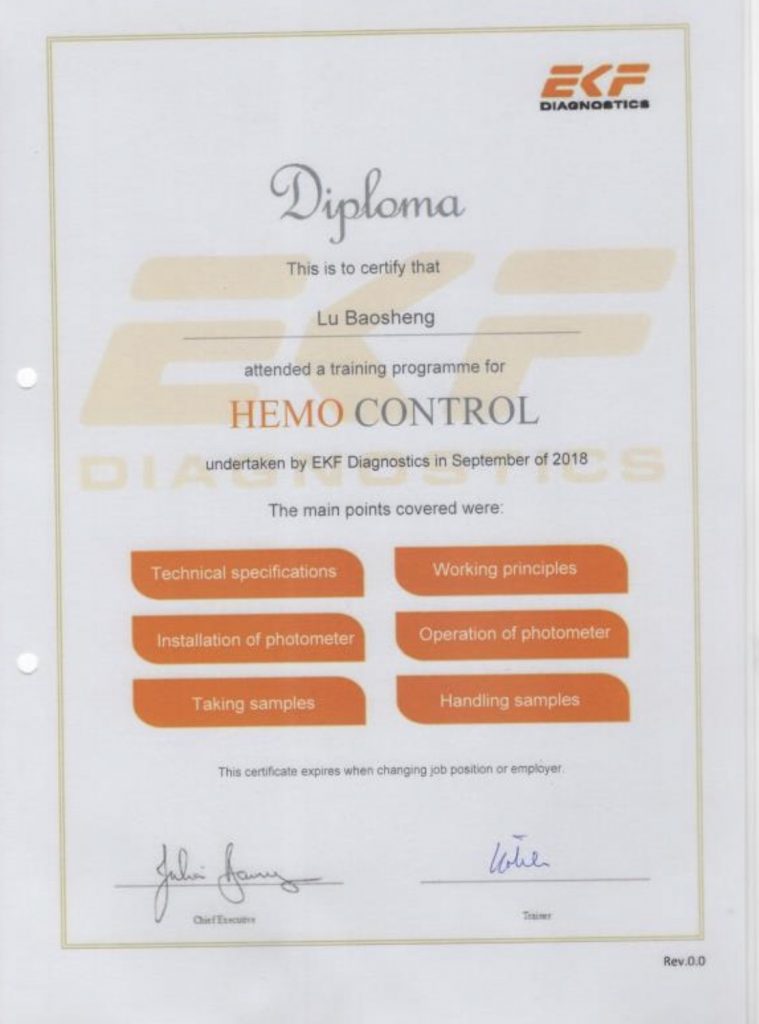 EKF
DIAGNOSTICS
Diploma
This is to certify that
Lu Baosheng
attended a training programme for
HEMO CONTROL
undertaken by EKF Diagnostics in September of 2018
The main points covered were:
Technical specifications
Working principles
Installation of photometer
Operation of photometer
Taking samples
Handling samples
This certificate expires when changing job position or employer.
Chief Executive
Trainer
Rev.0.0
EKF
DIAGNOSTICS